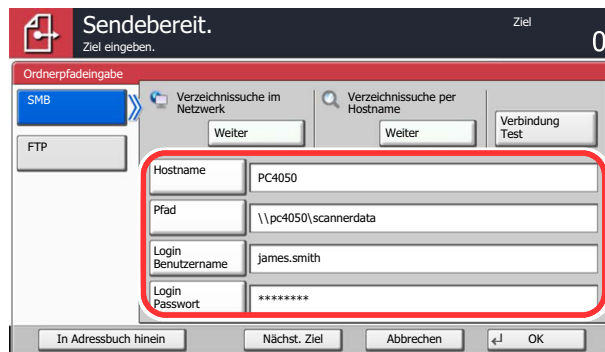 Sendebereit.
Ziel
Ziel eingeben.
0
Ordnerpfadeingabe
SMB
FTP
Verzeichnissuche im
Netzwerk
Weiter
Verzeichnissuche per
Hostname
Weiter
Verbindung
Test
Hostname
PC4050
Pfad
\\pc4050\scannerdata
Login
Benutzername
james.smith
Login
Passwort
********
In Adressbuch hinein
Nächst. Ziel
Abbrechen
OK